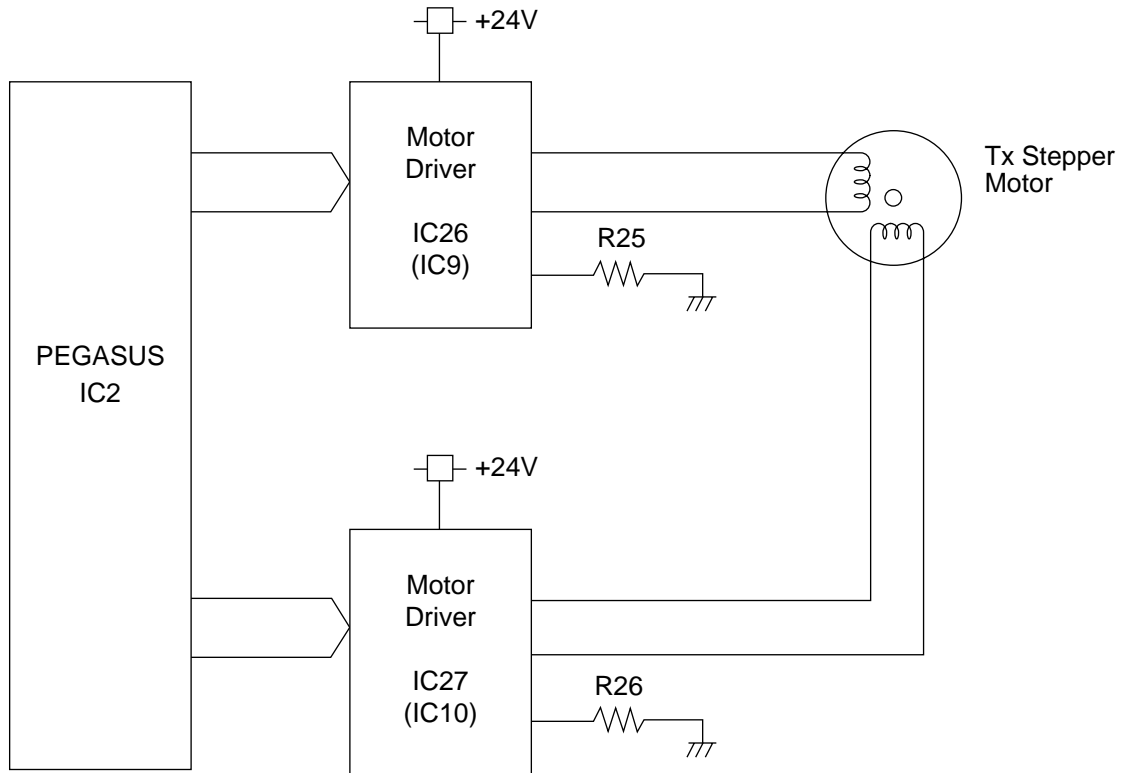 +24V
Motor
Driver
IC26
(IC9)
Tx Stepper
Motor
R25
PEGASUS
IC2
+24V
Motor
Driver
IC27
(IC10)
R26